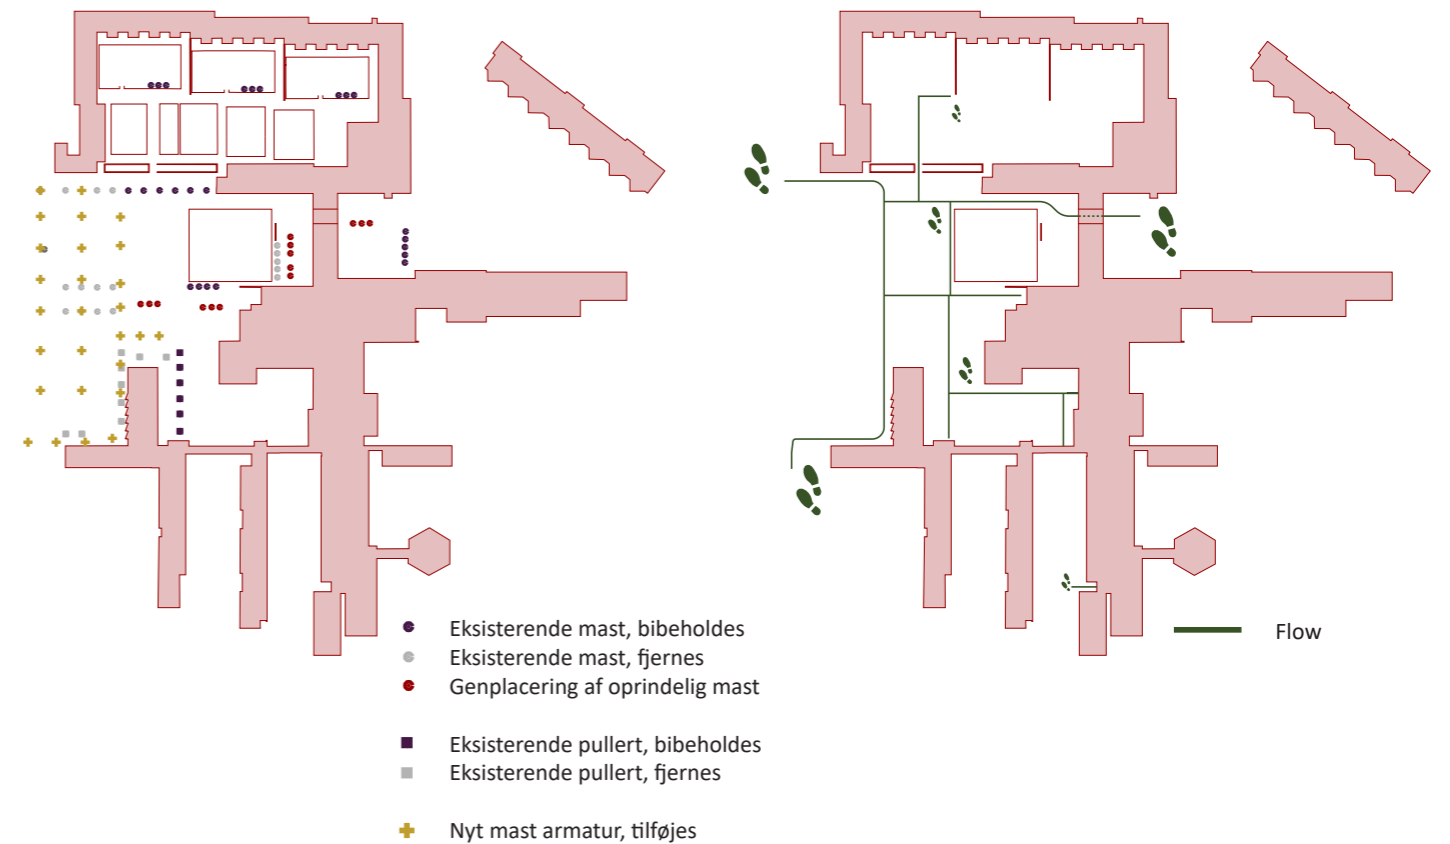 Eksisterende mast, bibeholdes
Eksisterende mast, fjernes
Genplacering af oprindelig mast
Eksisterende pullert, bibeholdes
Eksisterende pullert, fjernes
Nyt mast armatur, tilføjes
Flow